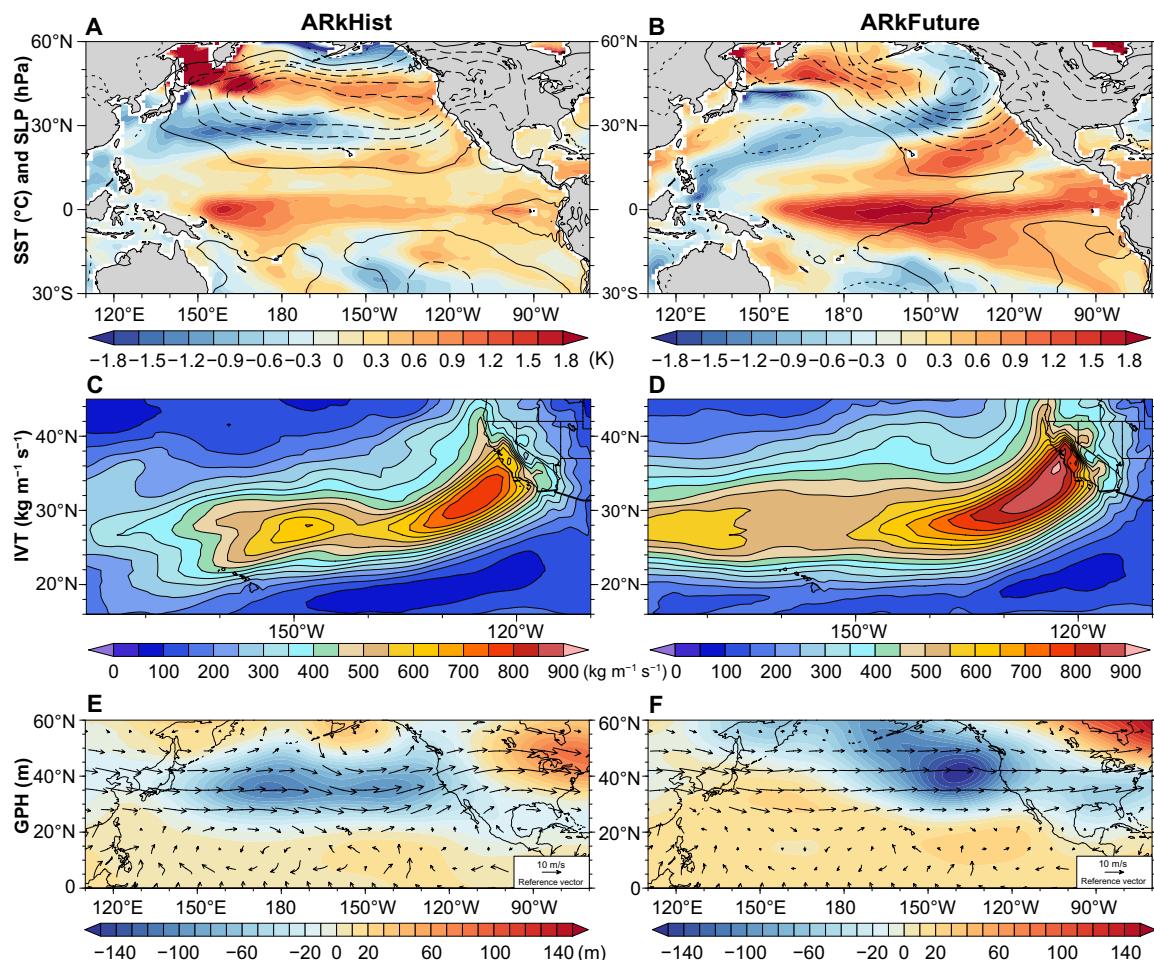 ARkHist
ARkFuture
A
B
SST (°C) and SLP (hPa)
60°N
30°N
0
30°S
120°E 150°E 180 150°W 120°W 90°W
−1.8 −1.5 −1.2 −0.9 −0.6 −0.3 0 0.3 0.6 0.9 1.2 1.5 1.8 (K)
60°N
30°N
0
30°S
120°E 150°E 180 150°W 120°W 90°W
−1.8 −1.5 −1.2 −0.9 −0.6 −0.3 0 0.3 0.6 0.9 1.2 1.5 1.8
C
D
IVT (kg m⁻¹ s⁻¹)
40°N
30°N
20°N
150°W 120°W
0 100 200 300 400 500 600 700 800 900 (kg m⁻¹ s⁻¹)
40°N
30°N
20°N
150°W 120°W
0 100 200 300 400 500 600 700 800 900
E
F
GPH (m)
60°N
40°N
20°N
0
10 m/s
Reference vector
120°E 150°E 180 150°W 120°W 90°W
−140 −100 −60 −20 0 20 60 100 140 (m)
60°N
40°N
20°N
0
10 m/s
Reference vector
120°E 150°E 180 150°W 120°W 90°W
−140 −100 −60 −20 0 20 60 100 140